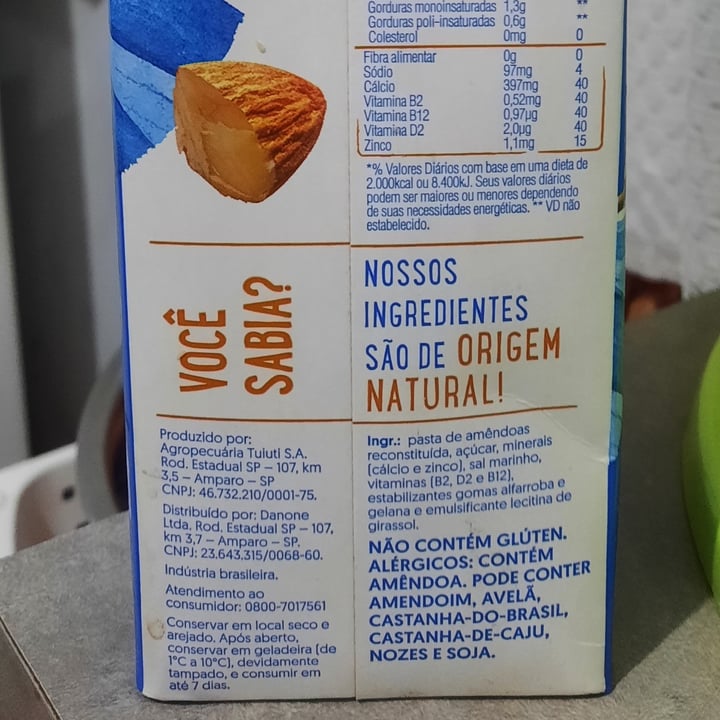 Gorduras monoinsaturadas 1,3g **
Gorduras poli-insaturadas 0,6g **
Colesterol 0mg 0
Fibra alimentar 0g 0
Sódio 97mg 4
Cálcio 397mg 40
Vitamina B2 0,52mg 40
Vitamina B12 0,97µg 40
Vitamina D2 2,0µg 40
Zinco 1,1mg 15
*% Valores Diários com base em uma dieta de
2.000kcal ou 8.400kJ. Seus valores diários
podem ser maiores ou menores dependendo
de suas necessidades energéticas. ** VD não
estabelecido.
VOCÊ
SABIA?
NOSSOS
INGREDIENTES
SÃO DE ORIGEM
NATURAL!
Produzido por:
Agropecuária Tuiuti S.A.
Rod. Estadual SP – 107, km
3,5 – Amparo – SP
CNPJ: 46.732.210/0001-75.
Distribuído por: Danone
Ltda, Rod. Estadual SP – 107,
km 3,7 – Amparo – SP.
CNPJ: 23.643.315/0068-60.
Indústria brasileira.
Atendimento ao
consumidor: 0800-7017561
Conservar em local seco e
arejado. Após aberto,
conservar em geladeira (de
1°C a 10°C), devidamente
tampado, e consumir em
até 7 dias.
Ingr.: pasta de amêndoas
reconstituída, açúcar, minerais
(cálcio e zinco), sal marinho,
vitaminas (B2, D2 e B12),
estabilizantes gomas alfarroba e
gelana e emulsificante lecitina de
girassol.
NÃO CONTÉM GLÚTEN.
ALÉRGICOS: CONTÉM
AMÊNDOA. PODE CONTER
AMENDOIM, AVELÃ,
CASTANHA-DO-BRASIL,
CASTANHA-DE-CAJU,
NOZES E SOJA.